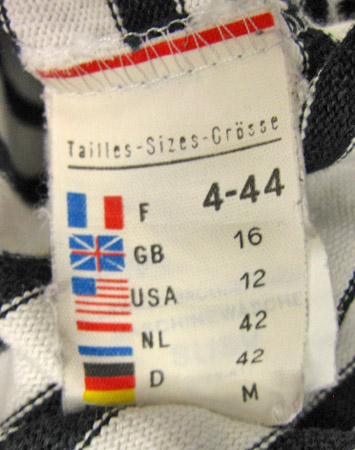 Tailles-Sizes-Grösse
F 4-44
GB 16
USA 12
NL 42
42
D M